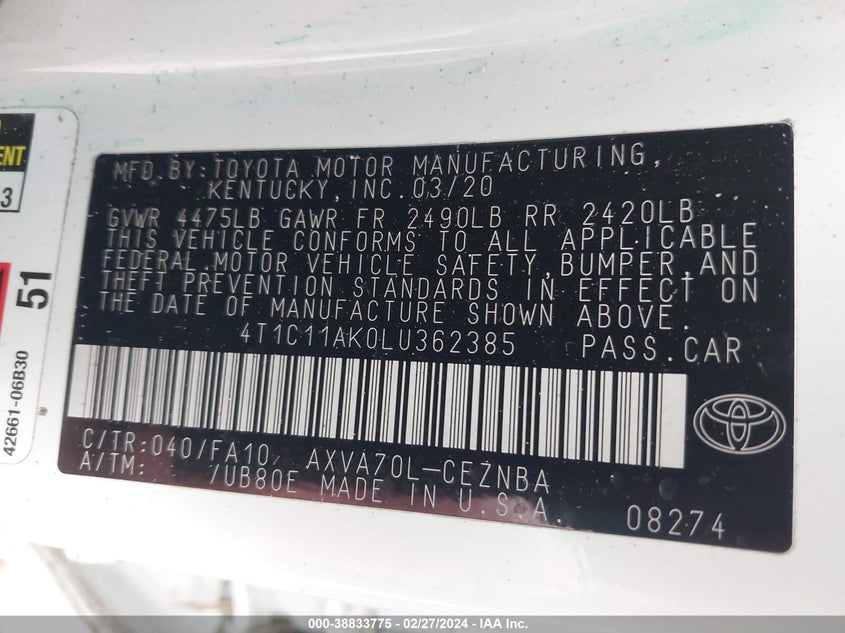 ENT
3
51
42661-06B30
MFD.BY:TOYOTA MOTOR MANUFACTURING,
KENTUCKY,INC.03/20
GVWR 4475LB GAWR FR 2490LB RR 2420LB
THIS VEHICLE CONFORMS TO ALL APPLICABLE
FEDERAL MOTOR VEHICLE SAFETY,BUMPER,AND
THEFT PREVENTION STANDARDS IN EFFECT ON
THE DATE OF MANUFACTURE SHOWN ABOVE.
4T1C11AK0LU362385 PASS.CAR
C/TR:040/FA10 AXVA70L-CEZNBA
A/TM: /UB80E MADE IN U.S.A.
08274
000-38833775 | 02/27/2024 - IAA Inc.